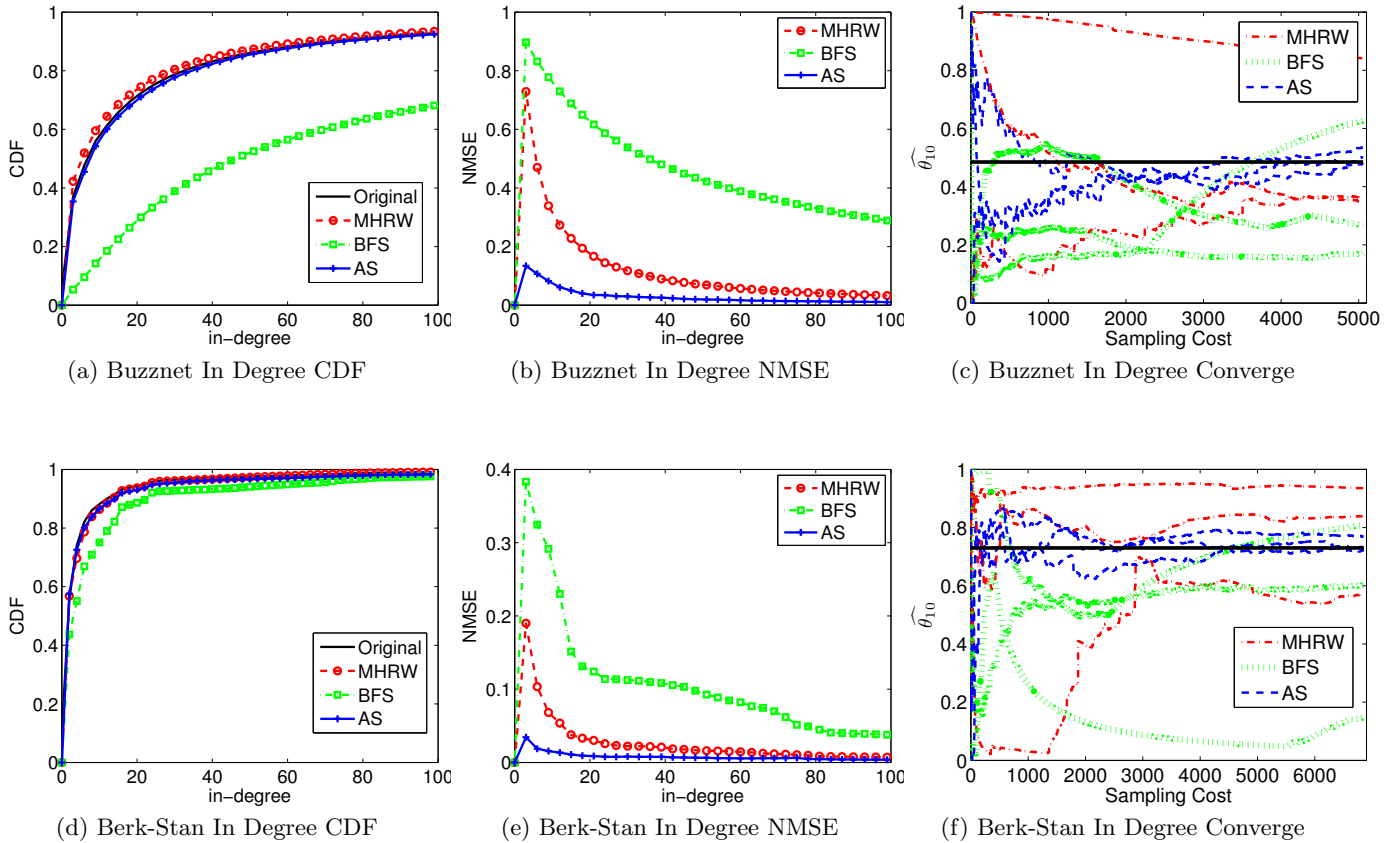 1
0.8
0.6
0.4
0.2
0
CDF
0 20 40 60 80 100
in-degree
Original
MHRW
BFS
AS
(a) Buzznet In Degree CDF
1
0.8
0.6
0.4
0.2
0
NMSE
0 20 40 60 80 100
in-degree
MHRW
BFS
AS
(b) Buzznet In Degree NMSE
1
0.8
0.6
0.4
0.2
0
$\widehat{\theta_{10}}$
0 1000 2000 3000 4000 5000
Sampling Cost
MHRW
BFS
AS
(c) Buzznet In Degree Converge
1
0.8
0.6
0.4
0.2
0
CDF
0 20 40 60 80 100
in-degree
Original
MHRW
BFS
AS
(d) Berk-Stan In Degree CDF
0.4
0.3
0.2
0.1
0
NMSE
0 20 40 60 80 100
in-degree
MHRW
BFS
AS
(e) Berk-Stan In Degree NMSE
1
0.8
0.6
0.4
0.2
0
$\widehat{\theta_{10}}$
0 1000 2000 3000 4000 5000 6000
Sampling Cost
MHRW
BFS
AS
(f) Berk-Stan In Degree Converge